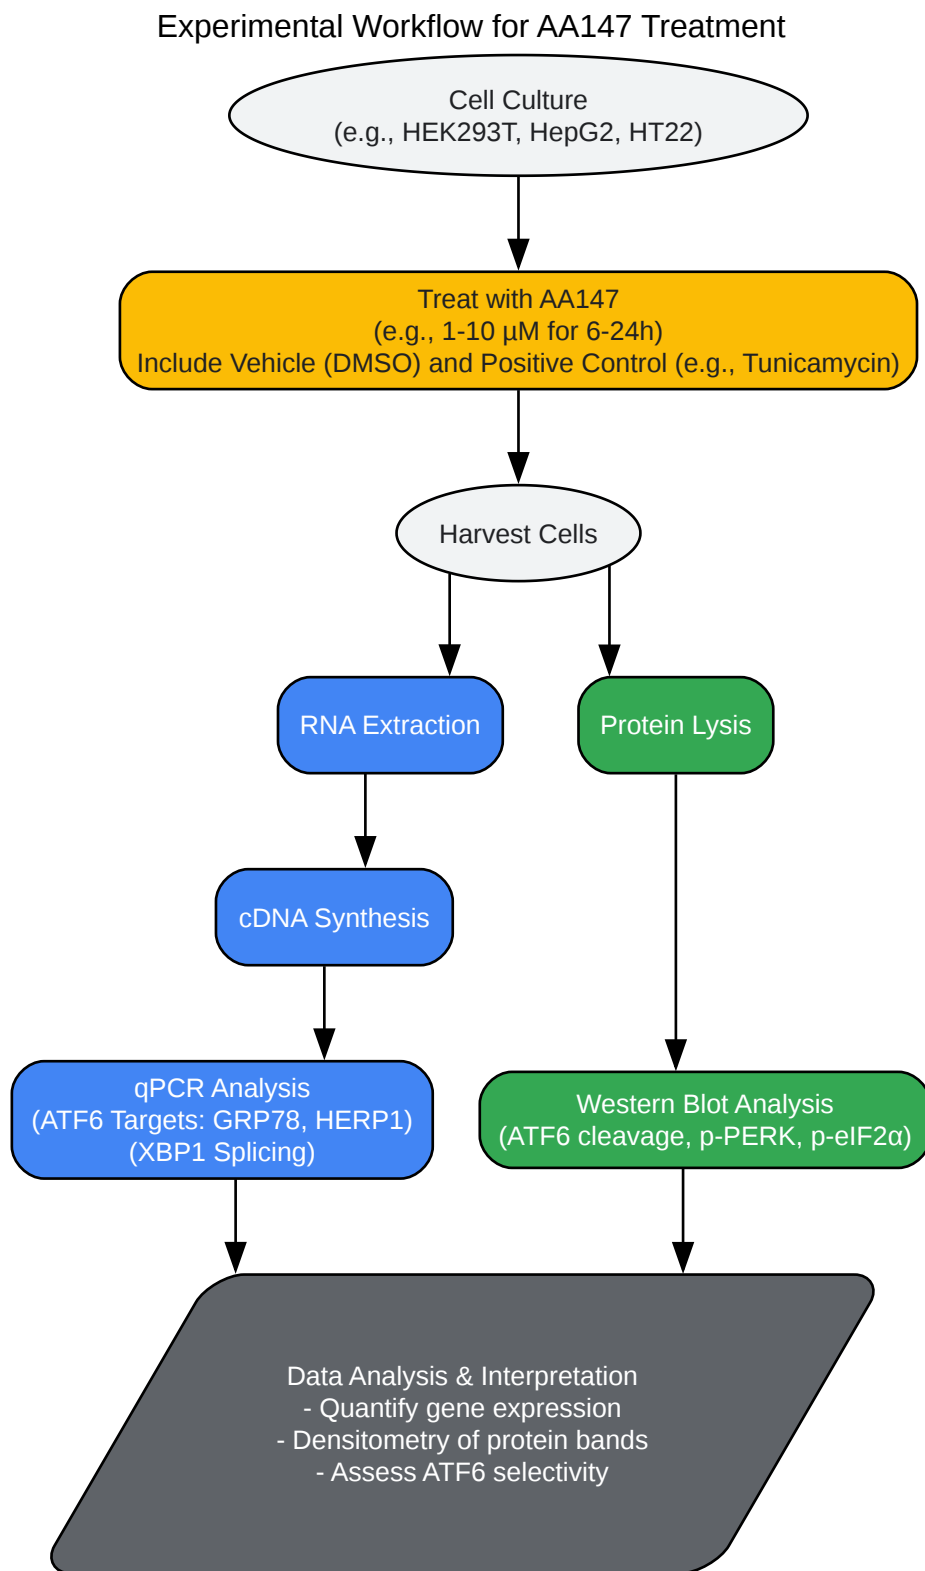 Experimental Workflow for AA147 Treatment
Cell Culture
(e.g., HEK293T, HepG2, HT22)
Treat with AA147
(e.g., 1-10 µM for 6-24h)
Include Vehicle (DMSO) and Positive Control (e.g., Tunicamycin)
Harvest Cells
RNA Extraction
Protein Lysis
cDNA Synthesis
qPCR Analysis
(ATF6 Targets: GRP78, HERP1)
(XBP1 Splicing)
Western Blot Analysis
(ATF6 cleavage, p-PERK, p-eIF2α)
Data Analysis & Interpretation
- Quantify gene expression
- Densitometry of protein bands
- Assess ATF6 selectivity